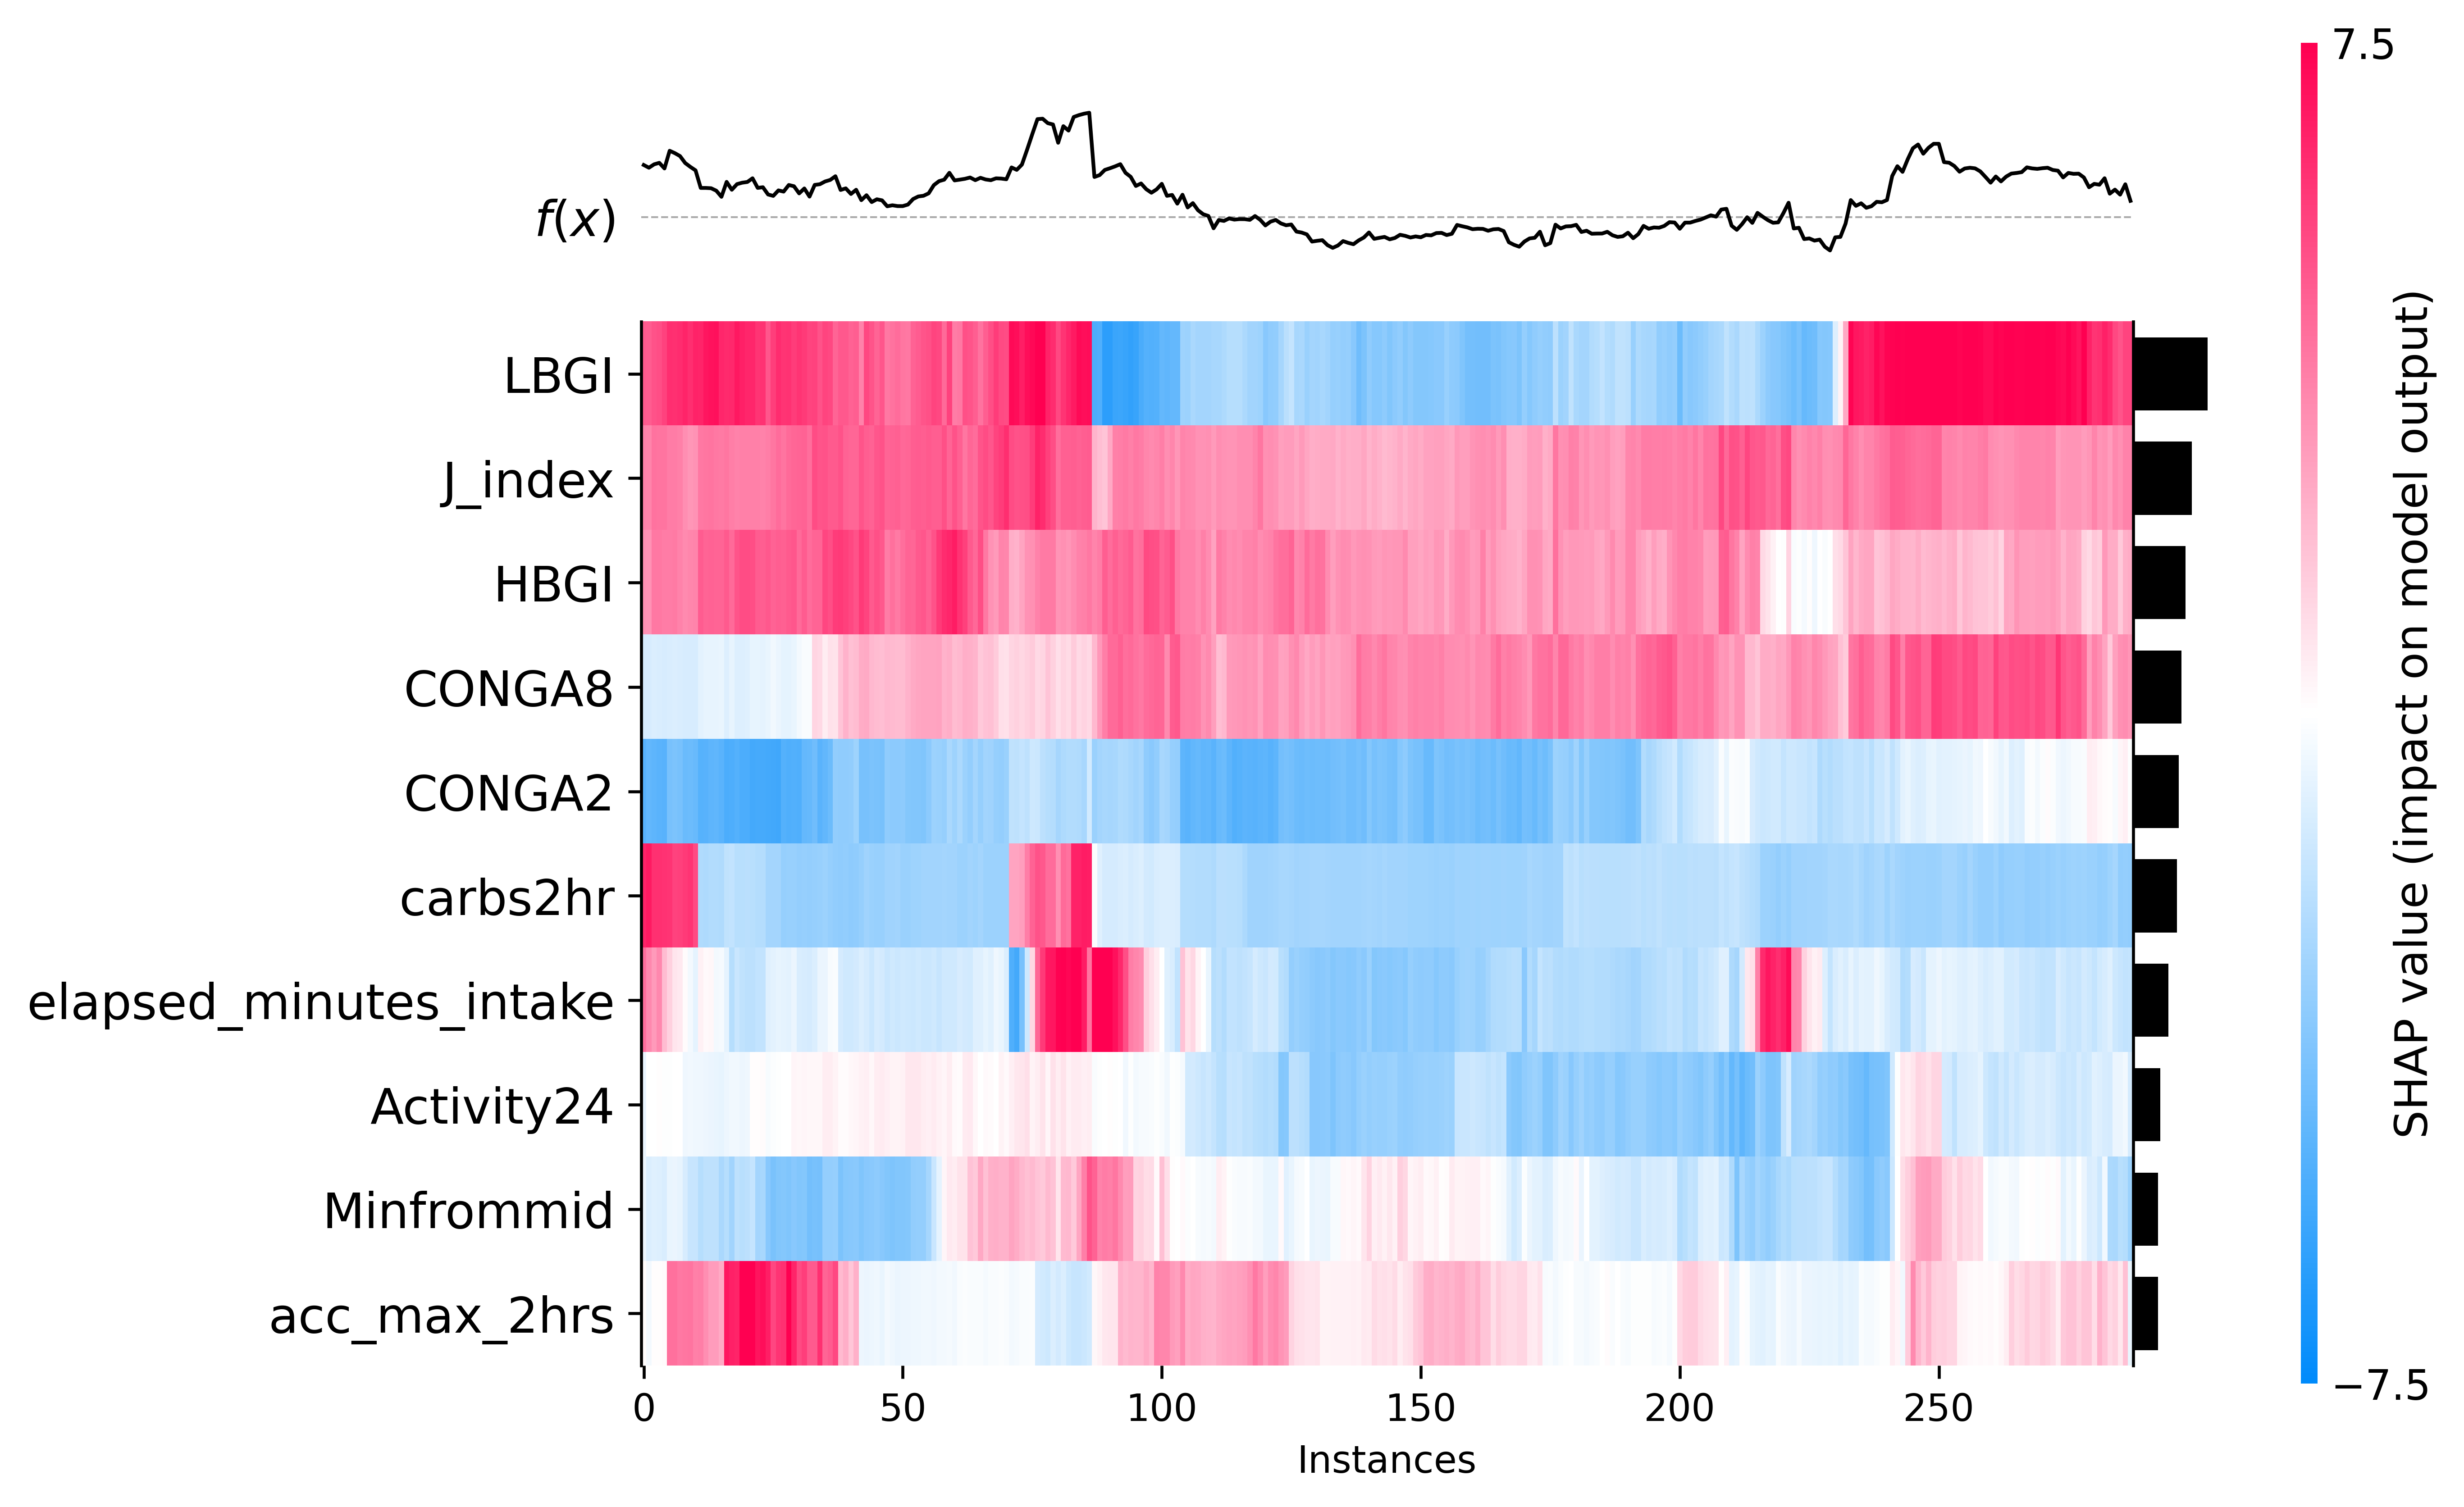 7.5
f(x)
LBGI
J_index
HBGI
CONGA8
CONGA2
carbs2hr
elapsed_minutes_intake
Activity24
Minfrommid
acc_max_2hrs
0 50 100 150 200 250
Instances
−7.5
SHAP value (impact on model output)